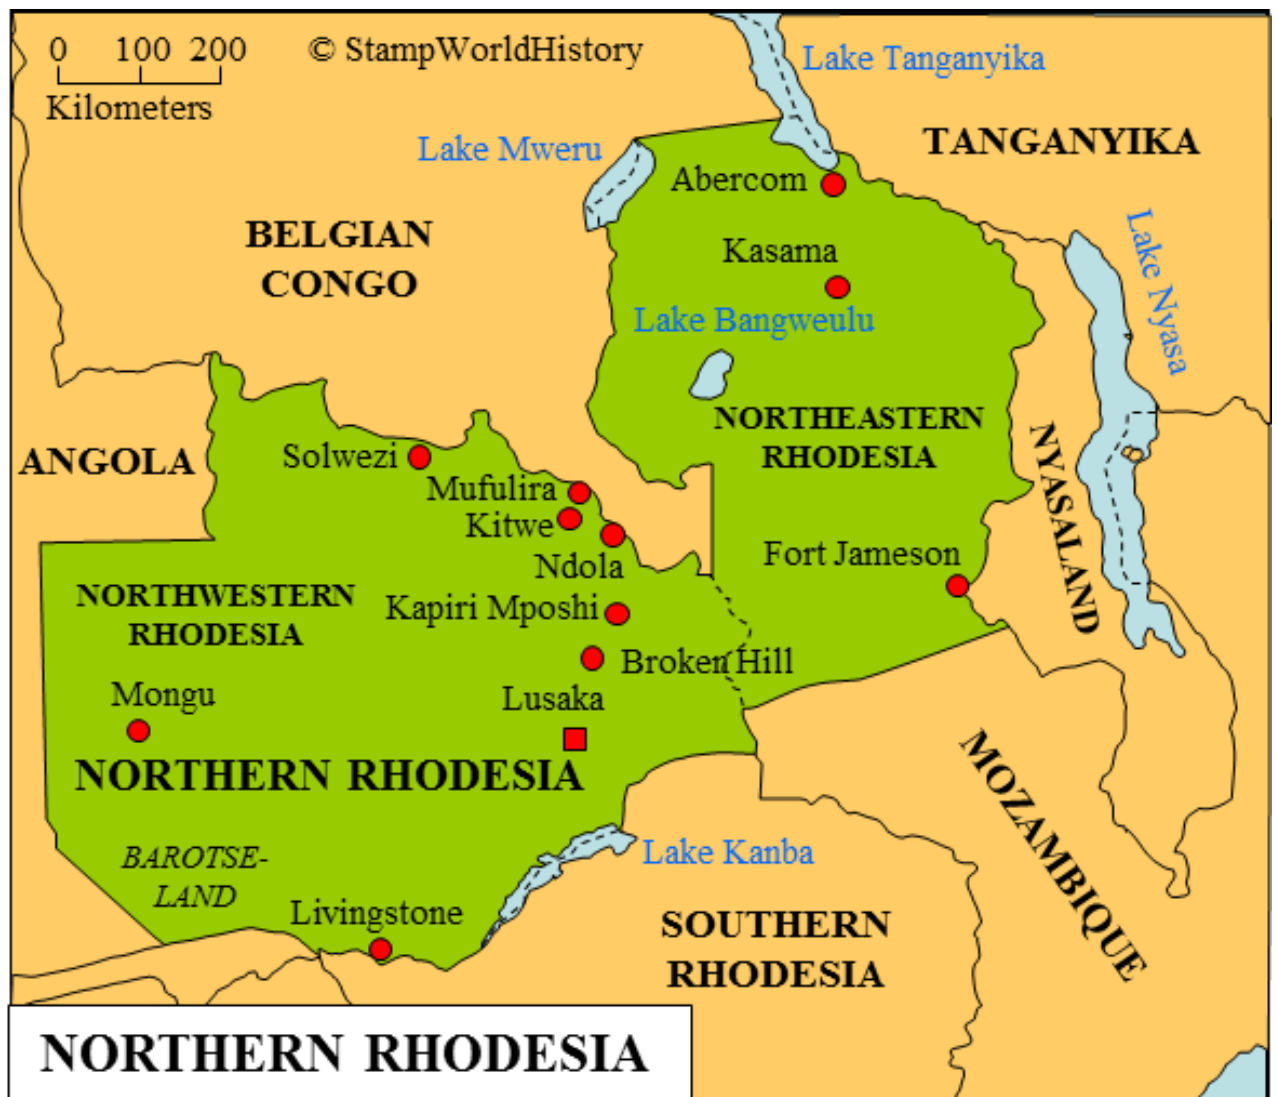 0 100 200
© StampWorldHistory
Kilometers
Lake Tanganyika
Lake Mweru
TANGANYIKA
Abercom
BELGIAN
CONGO
Kasama
Lake Nyasa
Lake Bangweulu
NORTHEASTERN
RHODESIA
ANGOLA
Solwezi
Mufulira
Kitwe
Ndola
NYASALAND
Fort Jameson
NORTHWESTERN
RHODESIA
Kapiri Mposhi
Broken Hill
Mongu
Lusaka
NORTHERN RHODESIA
MOZAMBIQUE
BAROTSE-
LAND
Lake Kanba
Livingstone
SOUTHERN
RHODESIA
NORTHERN RHODESIA